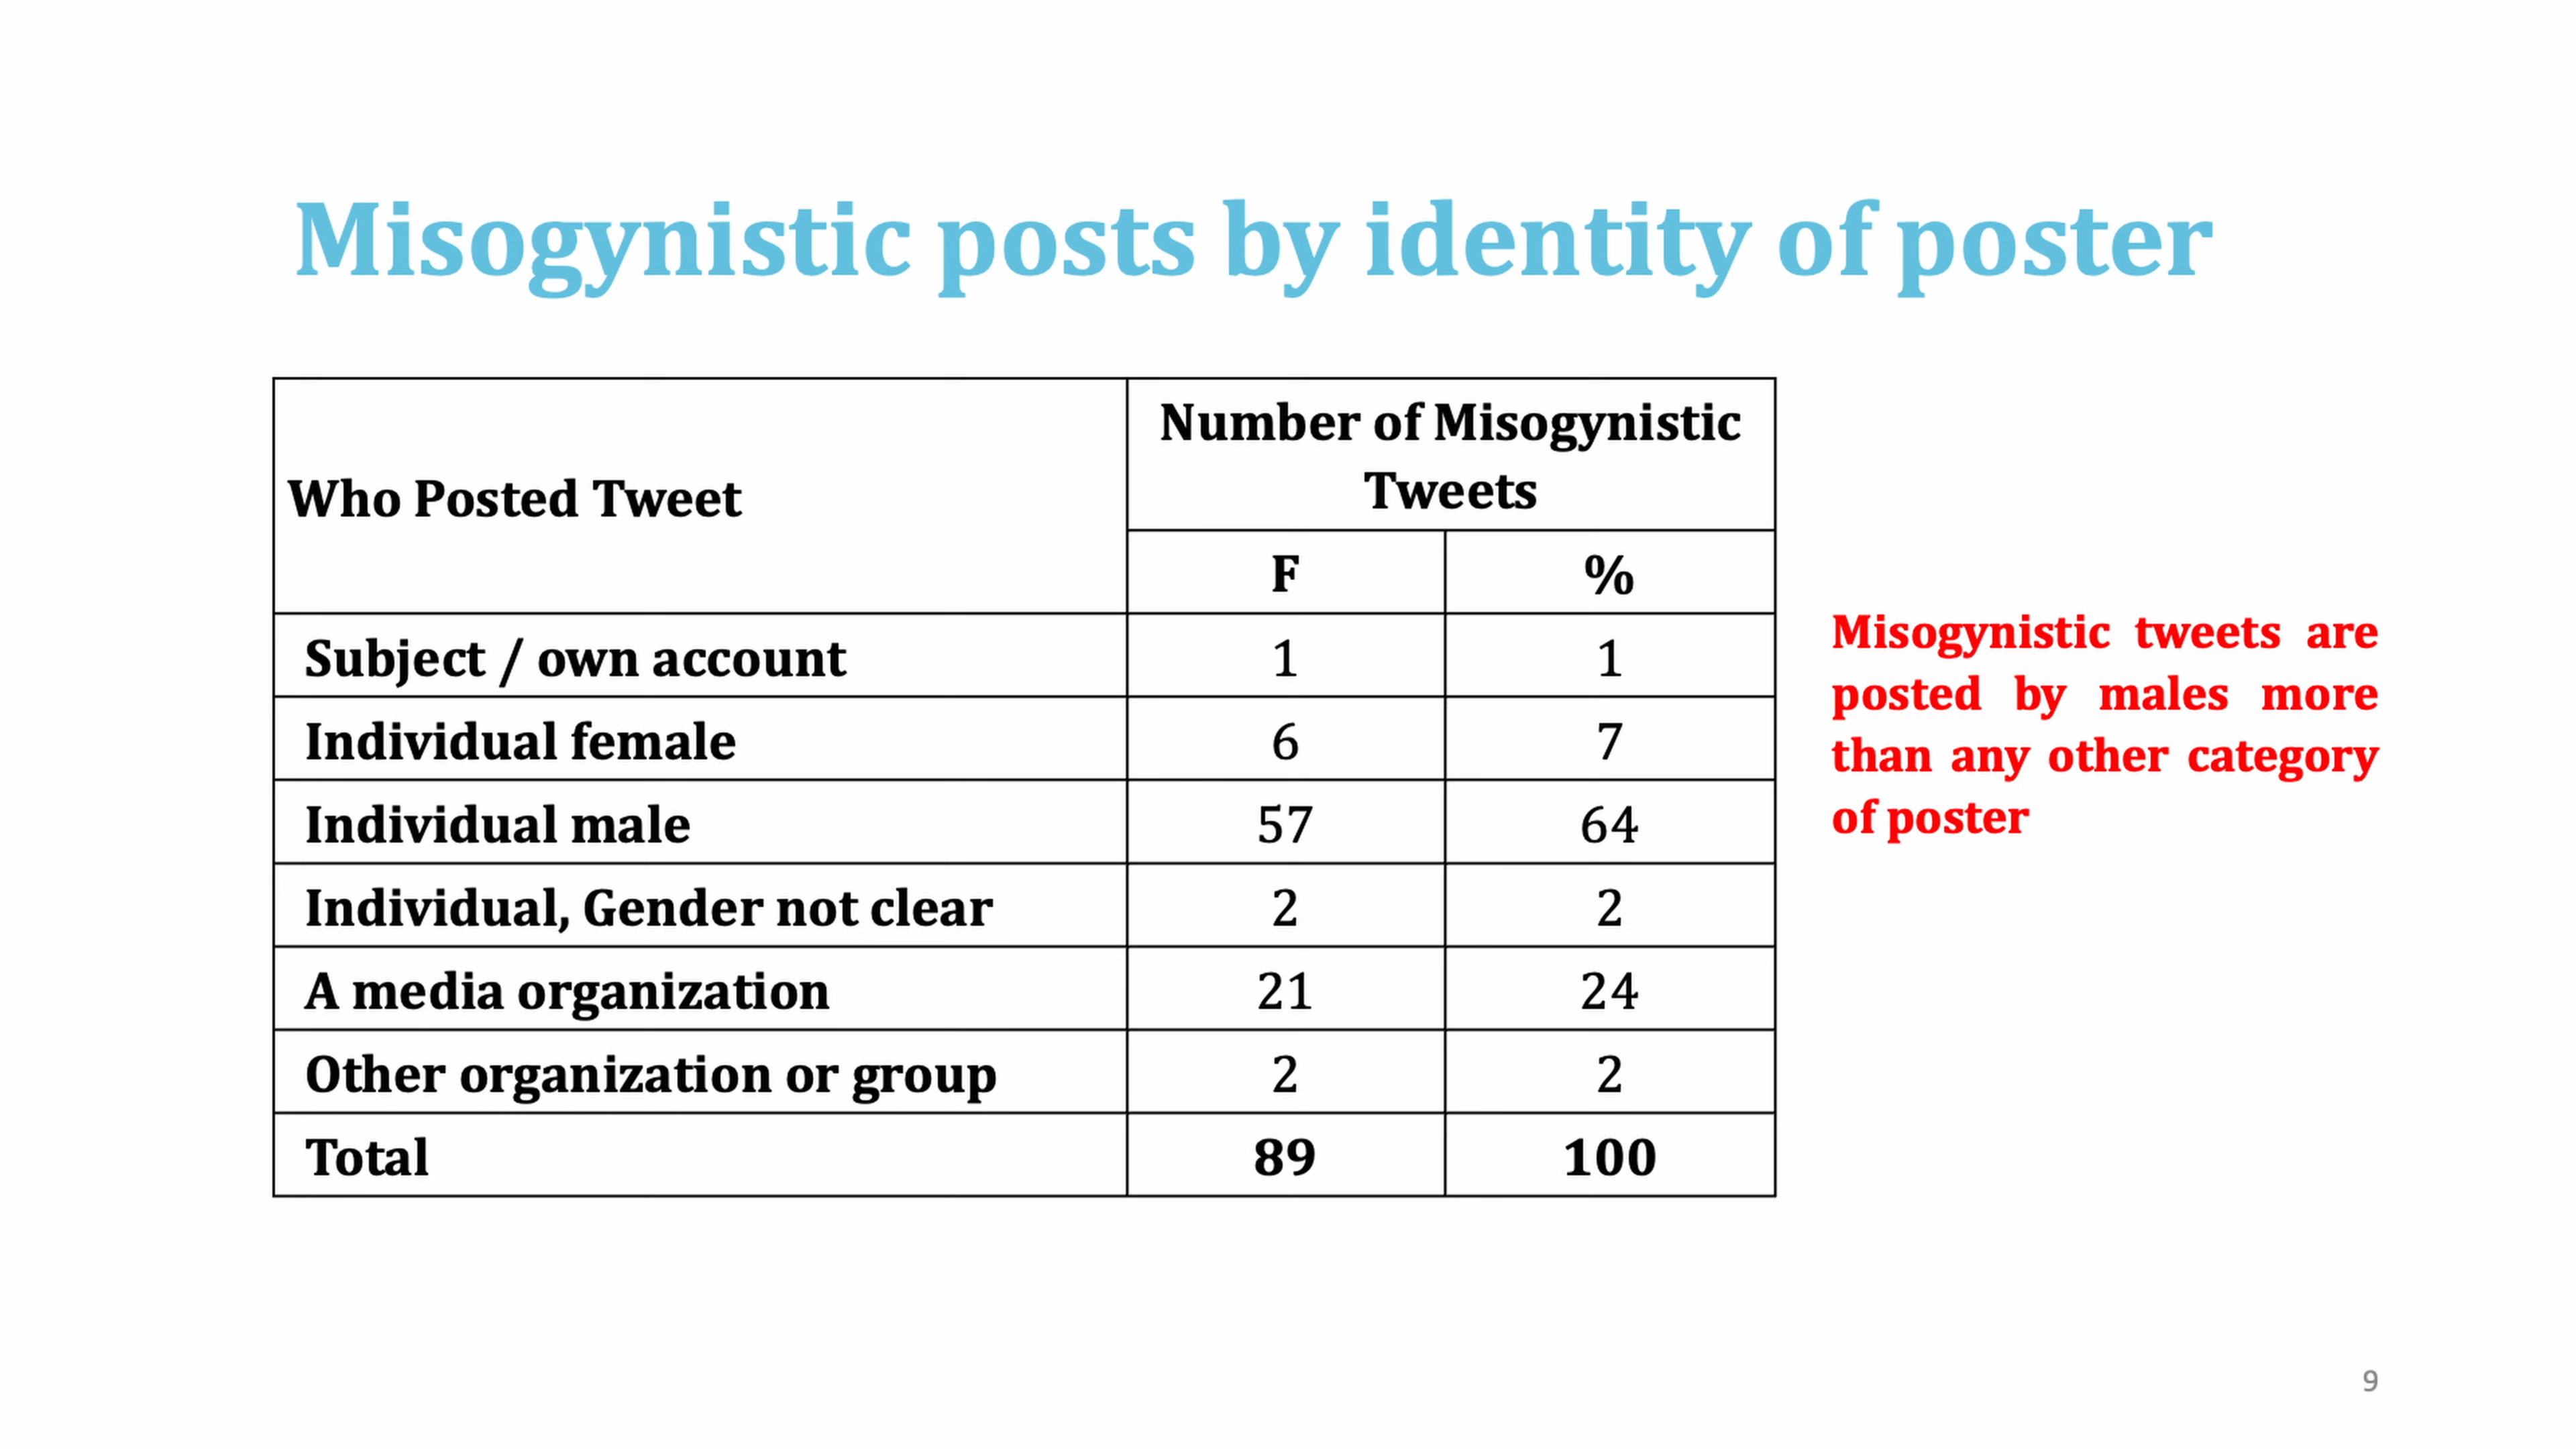 Misogynistic posts by identity of poster
Who Posted Tweet
Number of Misogynistic
Tweets
F %
Subject / own account 1 1
Individual female 6 7
Individual male 57 64
Individual, Gender not clear 2 2
A media organization 21 24
Other organization or group 2 2
Total 89 100
Misogynistic tweets are
posted by males more
than any other category
of poster
9